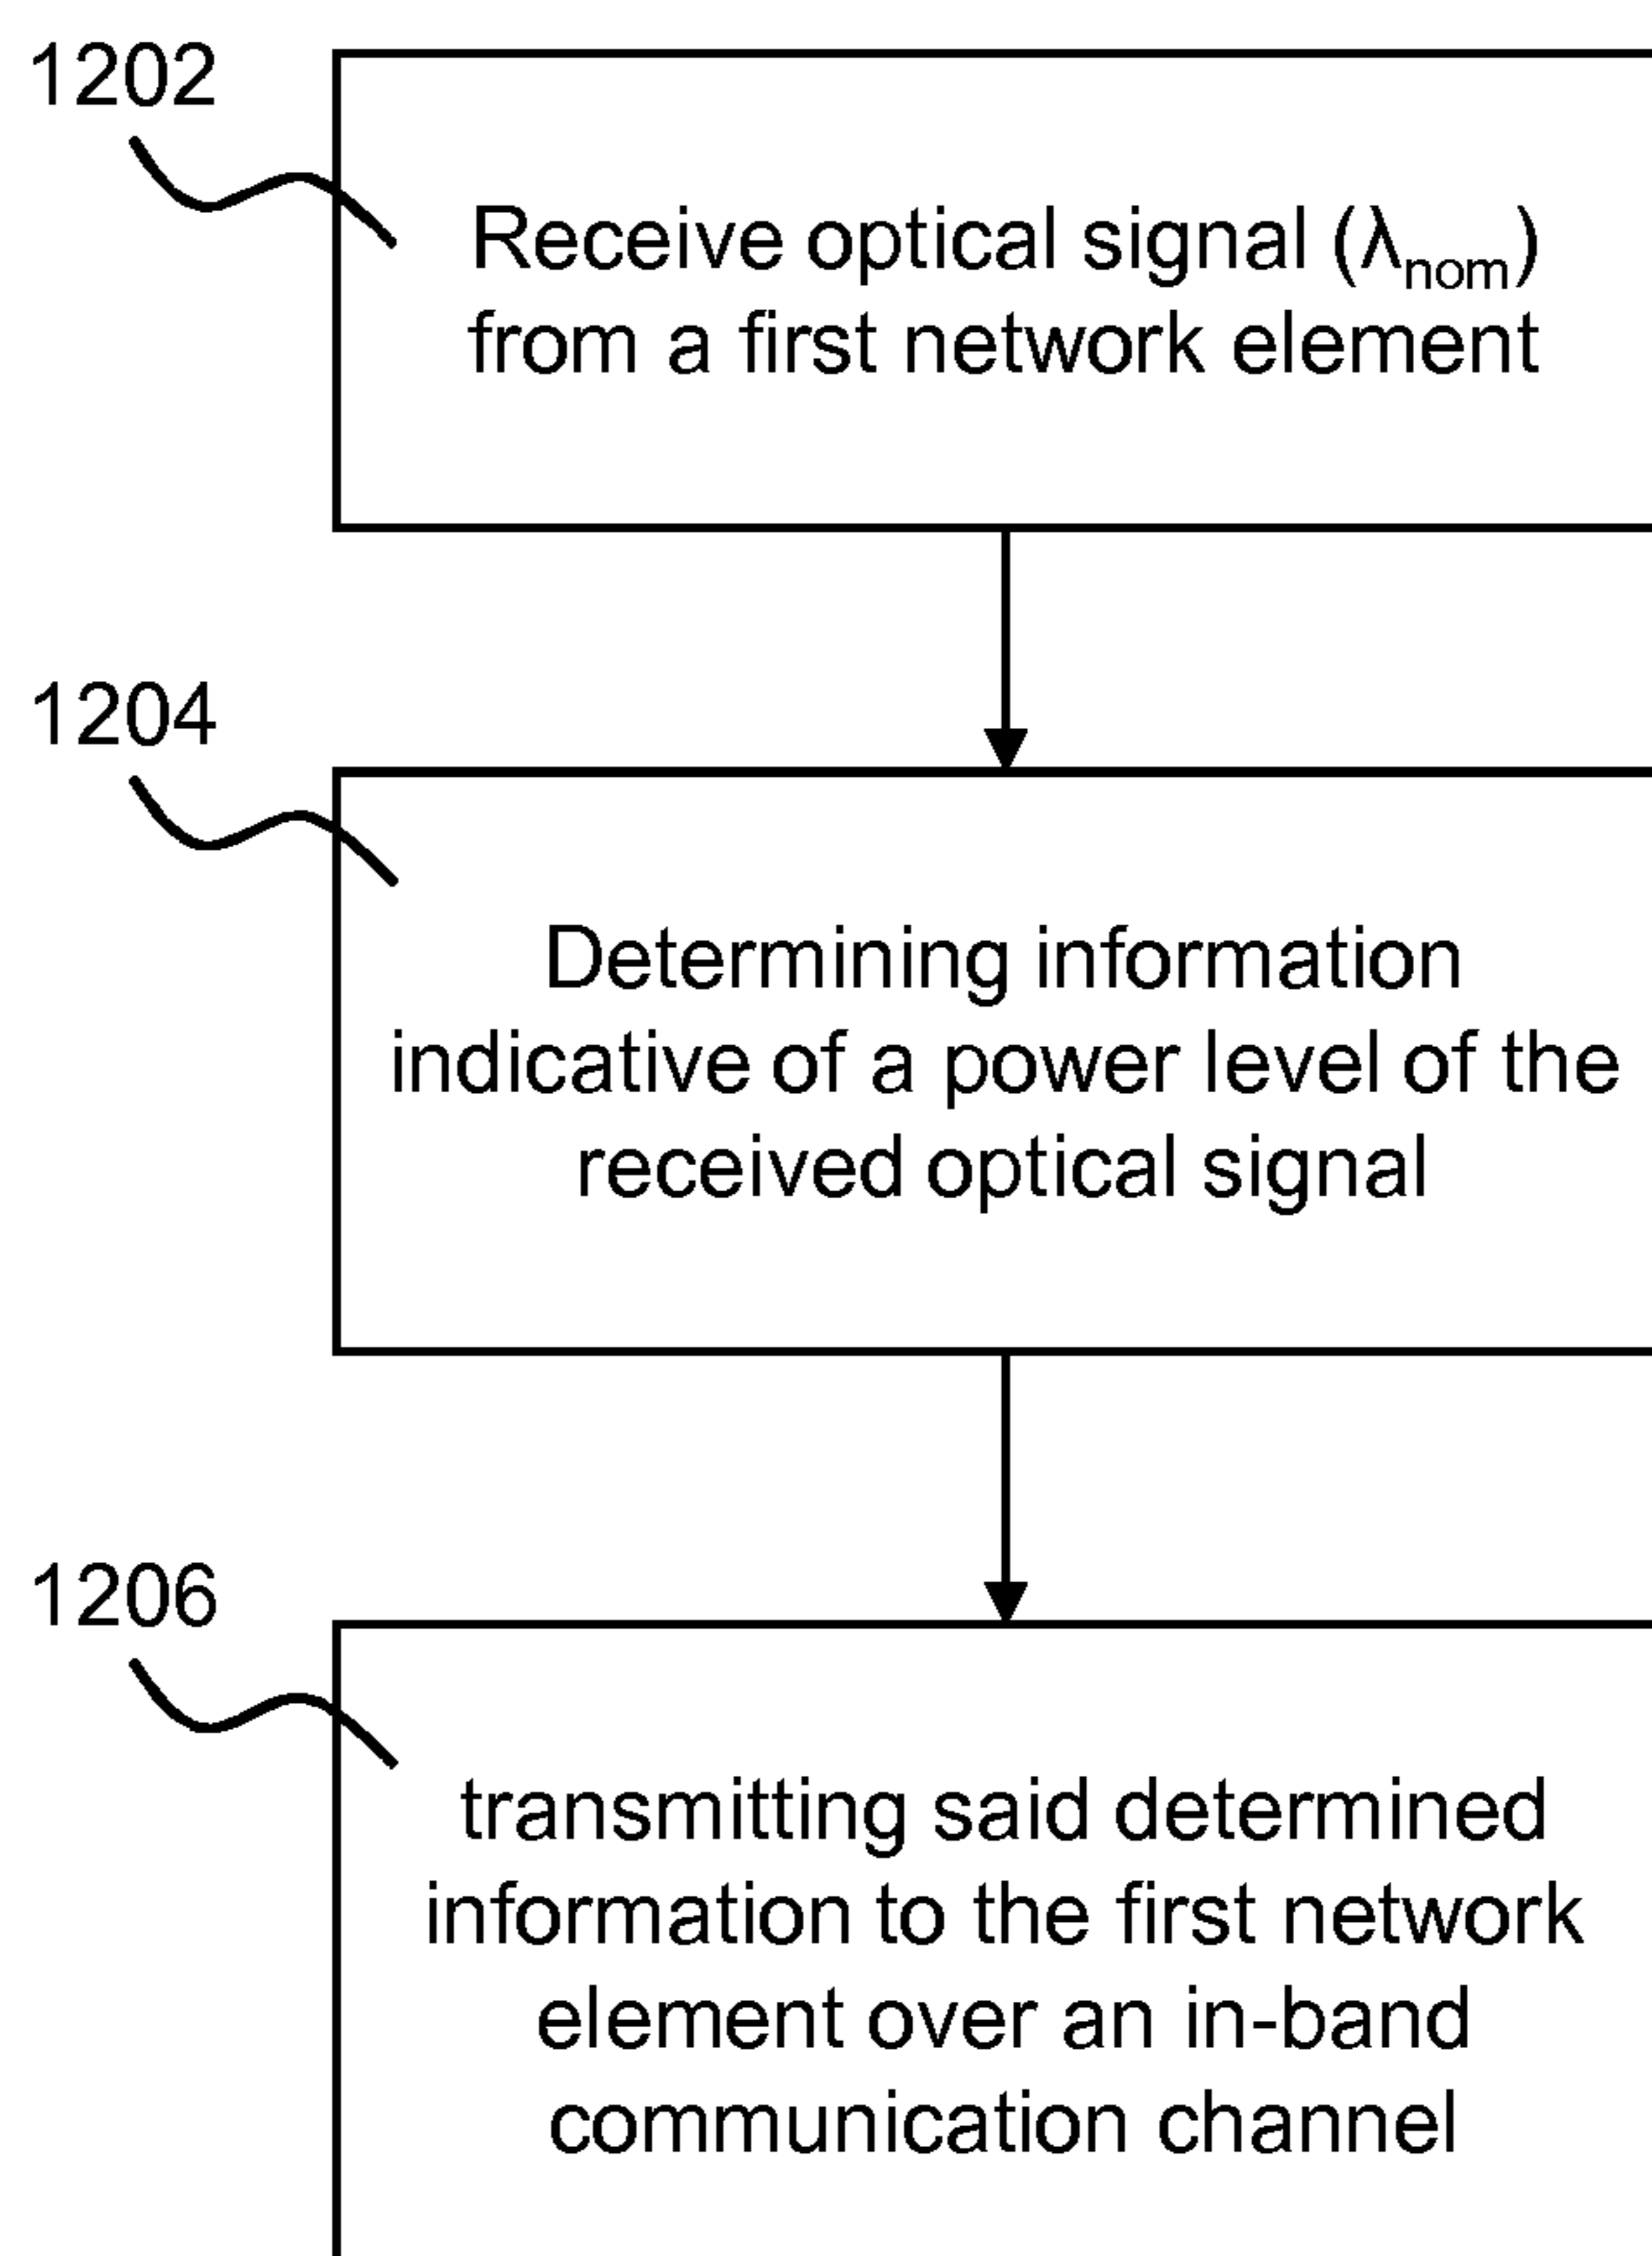 1202
Receive optical signal (λnom)
from a first network element
1204
Determining information
indicative of a power level of the
received optical signal
1206
transmitting said determined
information to the first network
element over an in-band
communication channel